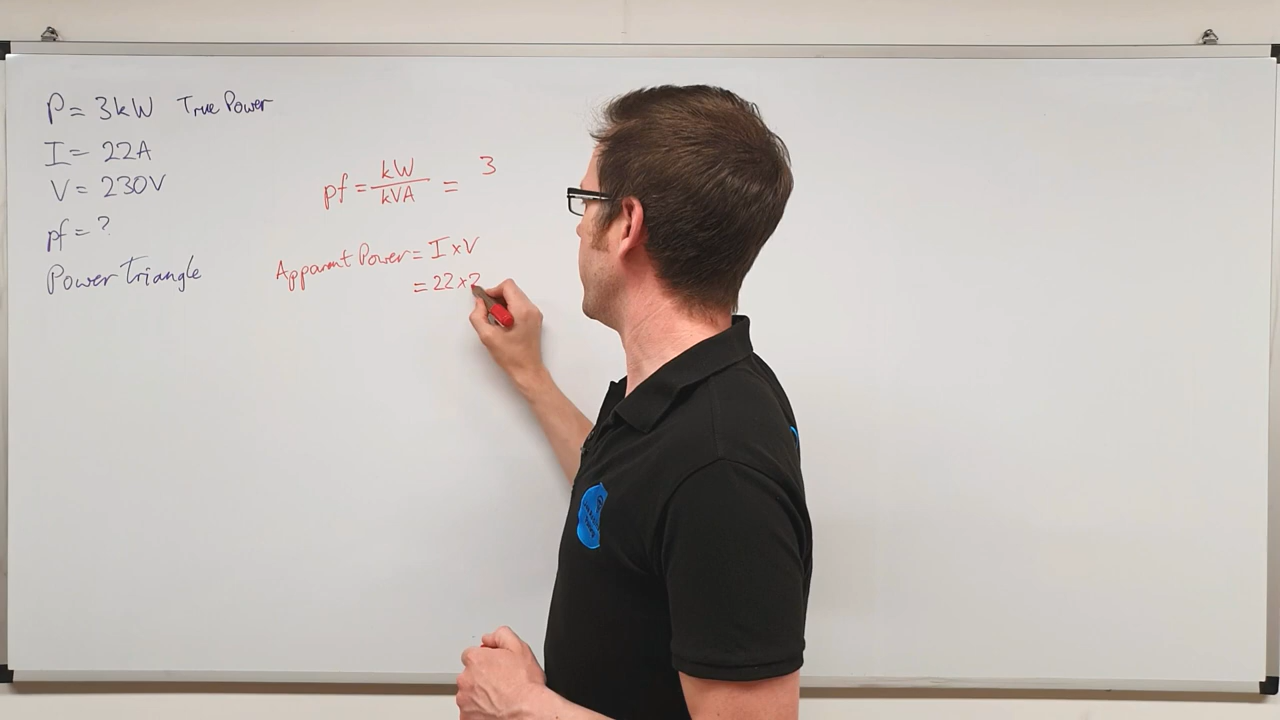 P = 3kW True Power
I = 22A
V = 230V
pf = ?
Power Triangle
pf = kW/kVA = 3
Apparent Power = I x V
= 22 x 2